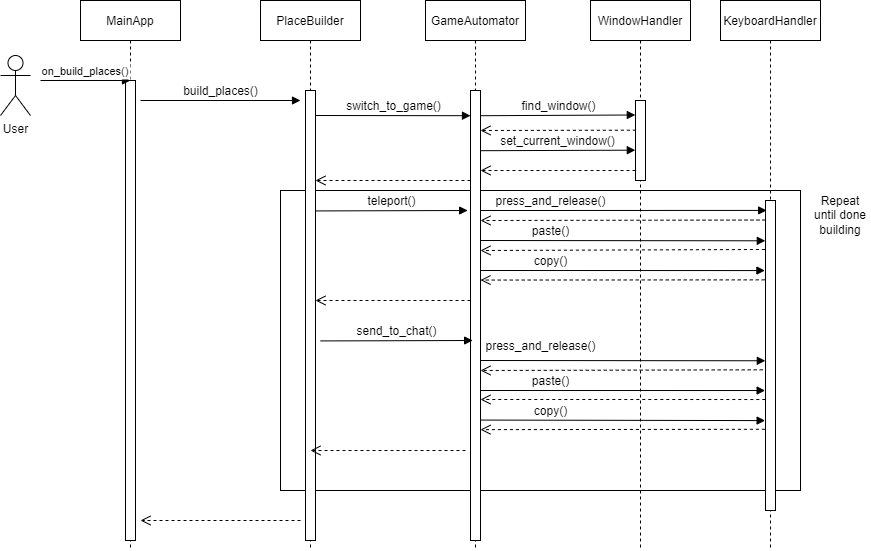 MainApp
PlaceBuilder
GameAutomator
WindowHandler
KeyboardHandler
on_build_places()
User
build_places()
switch_to_game()
find_window()
set_current_window()
teleport()
press_and_release()
Repeat
until done
building
paste()
copy()
send_to_chat()
press_and_release()
paste()
copy()